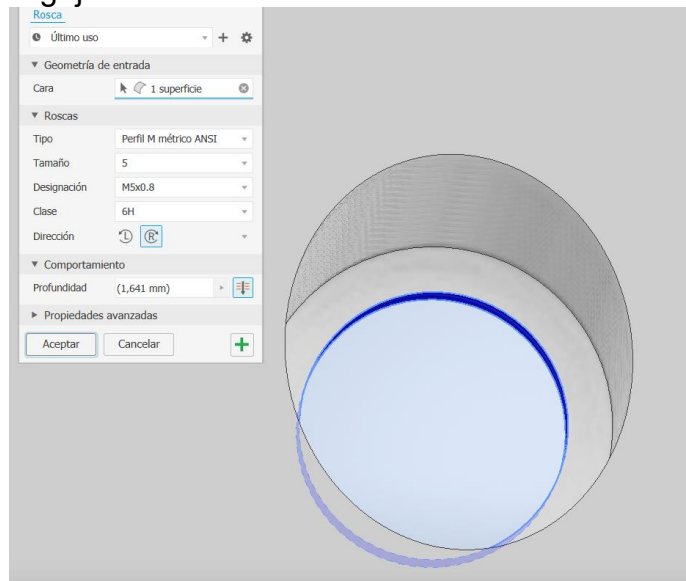 Rosca
Último uso
Geometría de entrada
Cara 1 superficie
Roscas
Tipo Perfil M métrico ANSI
Tamaño 5
Designación M5x0.8
Clase 6H
Dirección L R
Comportamiento
Profundidad (1,641 mm)
Propiedades avanzadas
Aceptar Cancelar